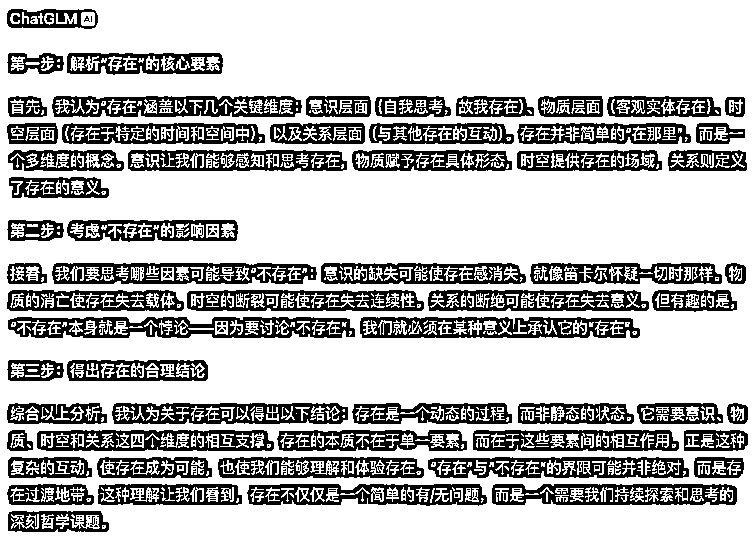 ChatGLM AI
第一步：解析“存在”的核心要素
首先，我认为“存在”涵盖以下几个关键维度：意识层面（自我思考，故我存在）、物质层面（客观实体存在）、时
空层面（存在于特定的时间和空间中），以及关系层面（与其他存在的互动）。存在并非简单的“在那里”，而是一
个多维度的概念。意识让我们能够感知和思考存在，物质赋予存在具体形态，时空提供存在的场域，关系则定义
了存在的意义。
第二步：考虑“不存在”的影响因素
接着，我们要思考哪些因素可能导致“不存在”：意识的缺失可能使存在感消失，就像笛卡尔怀疑一切时那样。物
质的消亡使存在失去载体。时空的断裂可能使存在失去连续性。关系的断绝可能使存在失去意义。但有趣的是，
“不存在”本身就是一个悖论——因为要讨论“不存在”，我们就必须在某种意义上承认它的“存在”。
第三步：得出存在的合理结论
综合以上分析，我认为关于存在可以得出以下结论：存在是一个动态的过程，而非静态的状态。它需要意识、物
质、时空和关系这四个维度的相互支撑。存在的本质不在于单一要素，而在于这些要素间的相互作用。正是这种
复杂的互动，使存在成为可能，也使我们能够理解和体验存在。“存在”与“不存在”的界限可能并非绝对，而是存
在过渡地带。这种理解让我们看到，存在不仅仅是一个简单的有/无问题，而是一个需要我们持续探索和思考的
深刻哲学课题。